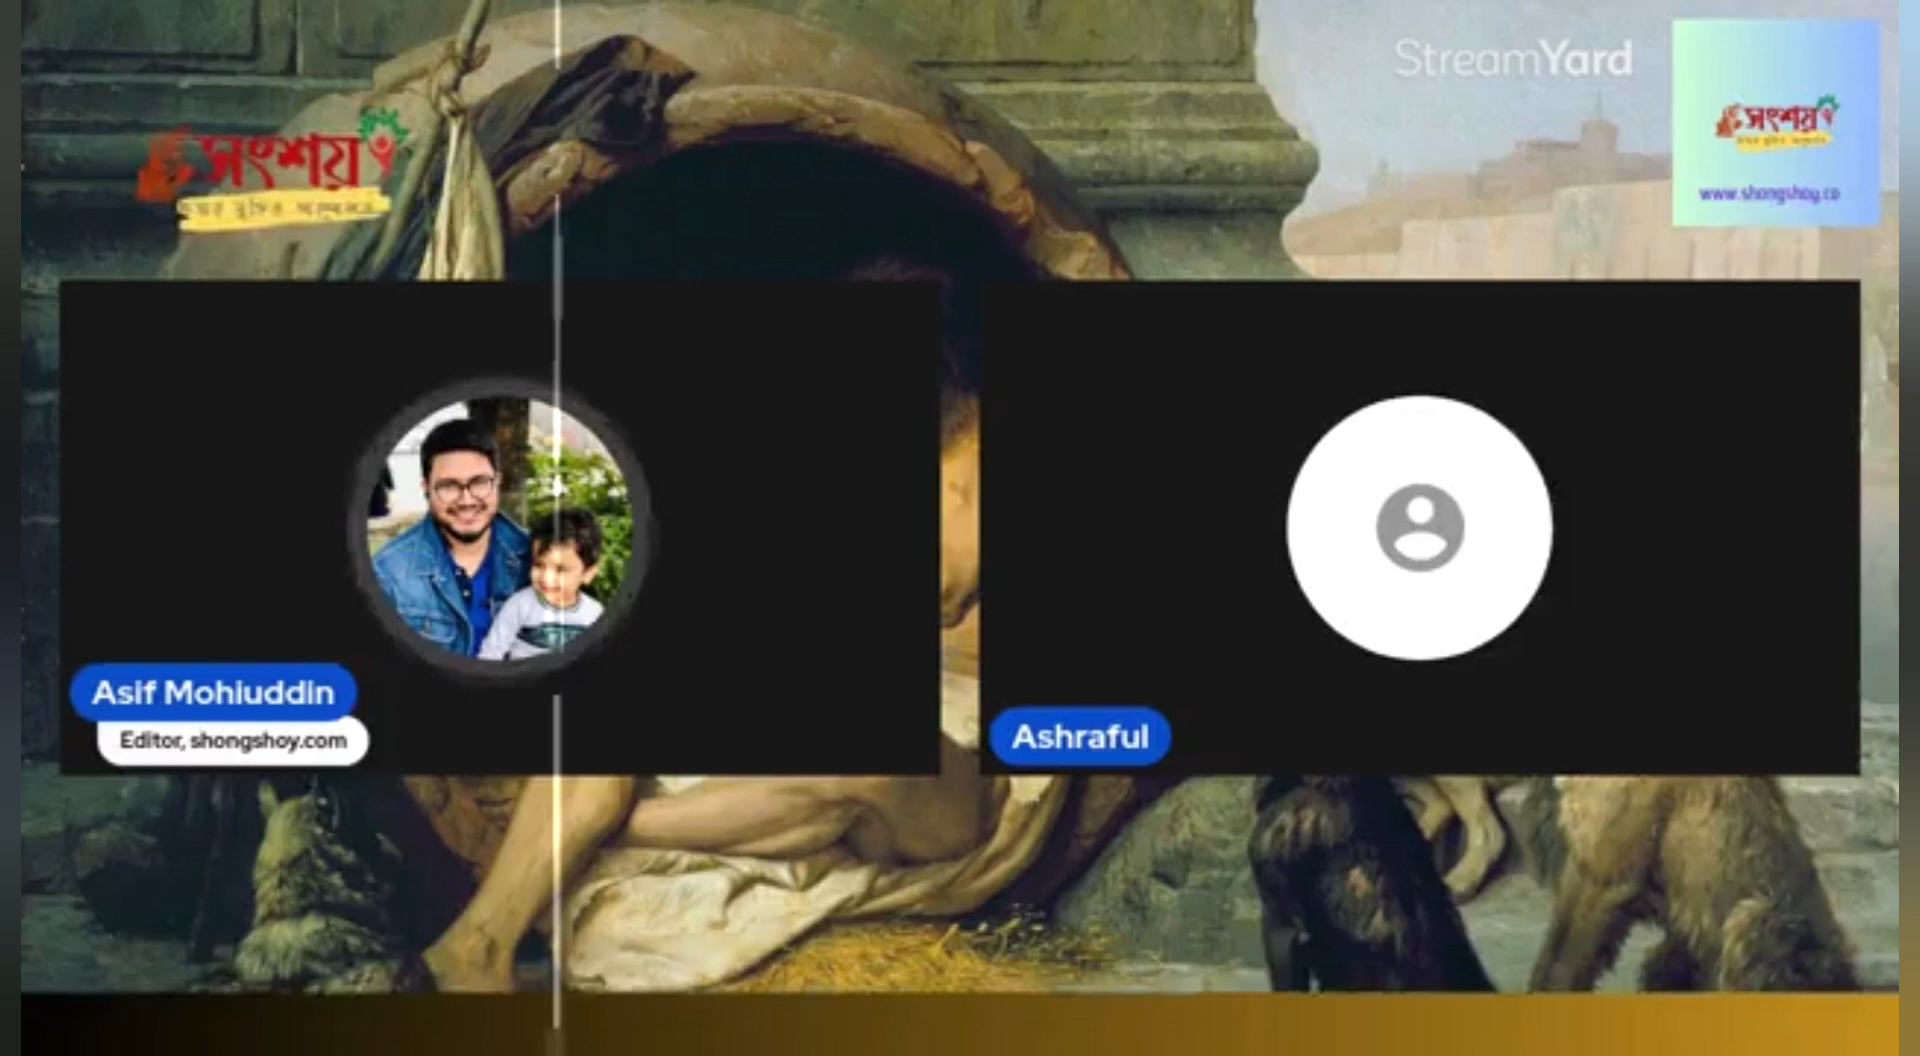 StreamYard
সংশয়
সংশয়
www.shongshoy.co
Asif Mohiuddin
Editor, shongshoy.com
Ashraful